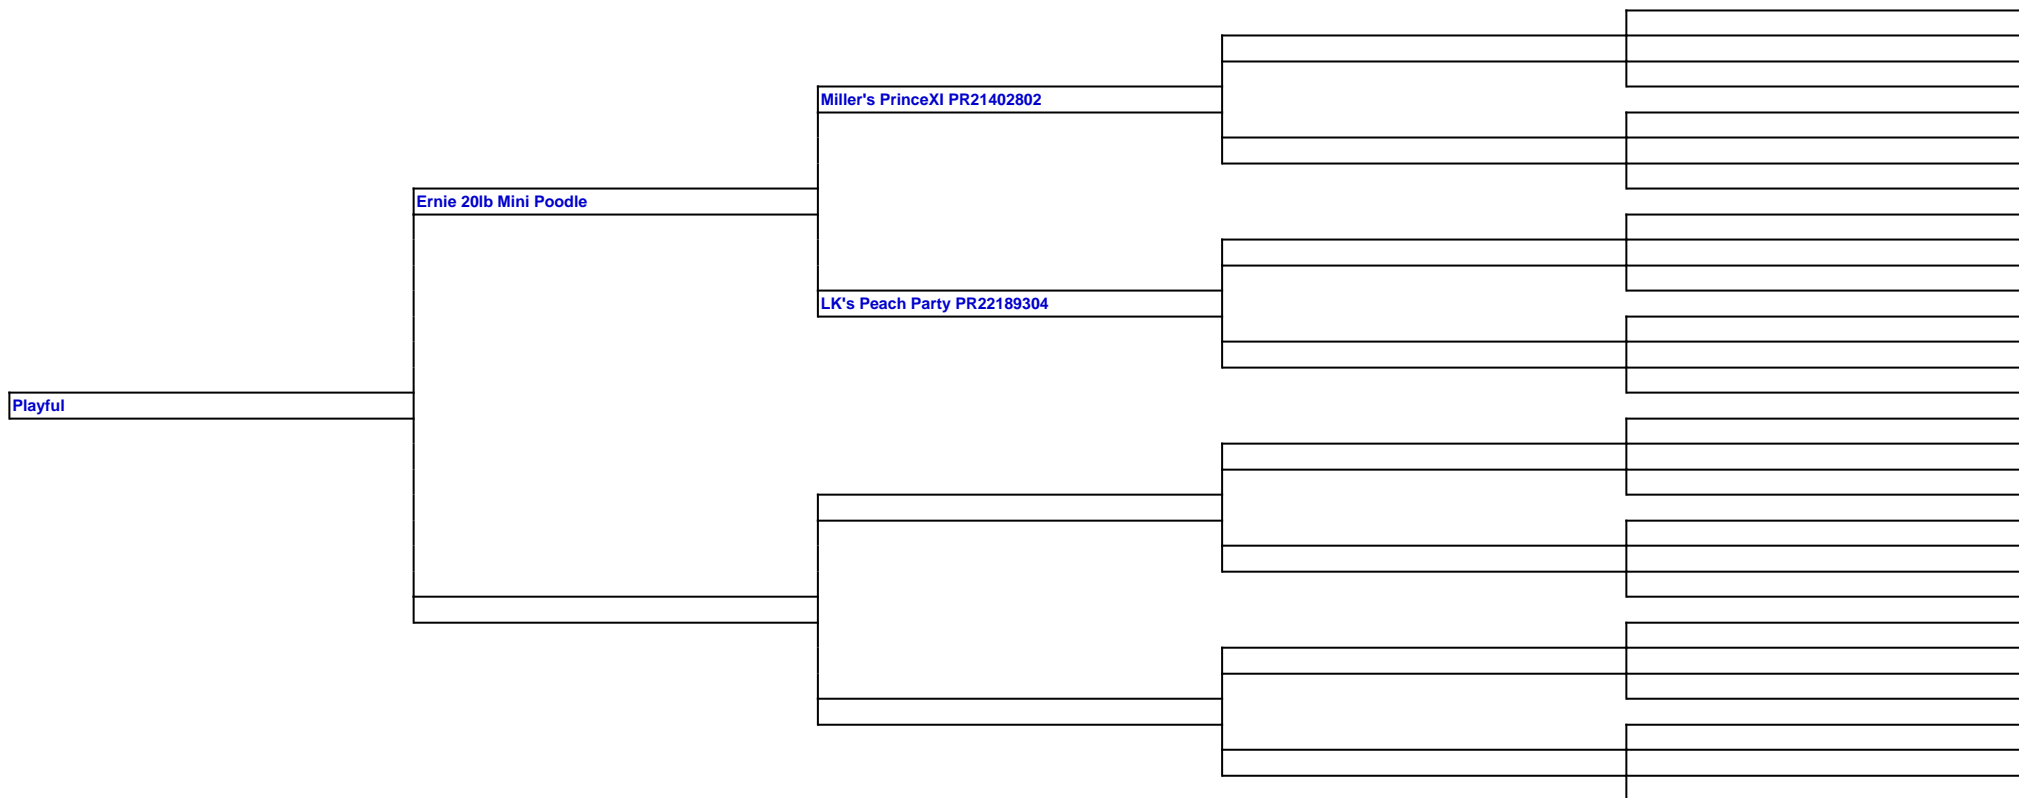 Miller's PrinceXI PR21402802
Ernie 20lb Mini Poodle
LK's Peach Party PR22189304
Playful